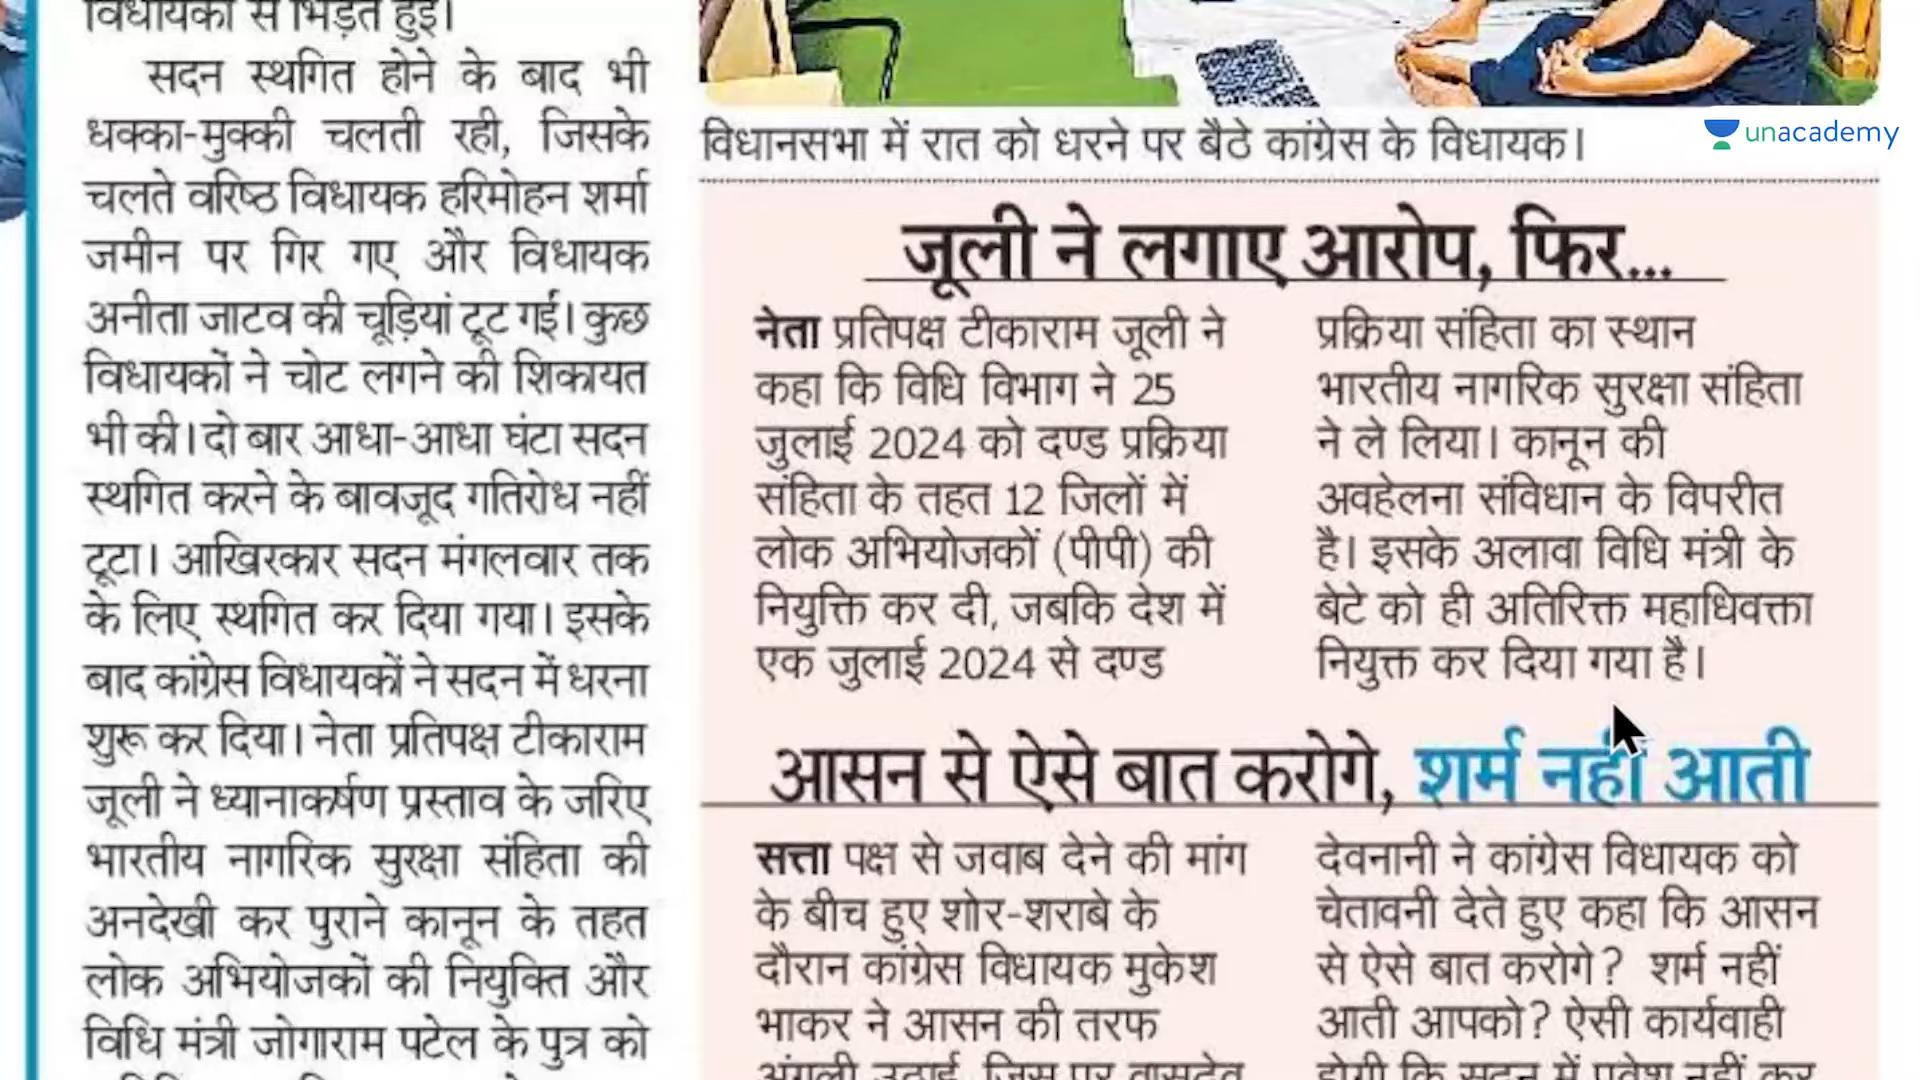 विधायकों से भिड़ते हुए।
सदन स्थगित होने के बाद भी
धक्का-मुक्की चलती रही, जिसके
चलते वरिष्ठ विधायक हरिमोहन शर्मा
जमीन पर गिर गए और विधायक
अनीता जाटव की चूड़ियां टूट गईं। कुछ
विधायकों ने चोट लगने की शिकायत
भी की। दो बार आधा-आधा घंटा सदन
स्थगित करने के बावजूद गतिरोध नहीं
टूटा। आखिरकार सदन मंगलवार तक
के लिए स्थगित कर दिया गया। इसके
बाद कांग्रेस विधायकों ने सदन में धरना
शुरू कर दिया। नेता प्रतिपक्ष टीकाराम
जूली ने ध्यानाकर्षण प्रस्ताव के जरिए
भारतीय नागरिक सुरक्षा संहिता की
अनदेखी कर पुराने कानून के तहत
लोक अभियोजकों की नियुक्ति और
विधि मंत्री जोगाराम पटेल के पुत्र को
विधानसभा में रात को धरने पर बैठे कांग्रेस के विधायक।
unacademy
जूली ने लगाए आरोप, फिर...
नेता प्रतिपक्ष टीकाराम जूली ने
कहा कि विधि विभाग ने 25
जुलाई 2024 को दण्ड प्रक्रिया
संहिता के तहत 12 जिलों में
लोक अभियोजकों (पीपी) की
नियुक्ति कर दी, जबकि देश में
एक जुलाई 2024 से दण्ड
प्रक्रिया संहिता का स्थान
भारतीय नागरिक सुरक्षा संहिता
ने ले लिया। कानून की
अवहेलना संविधान के विपरीत
है। इसके अलावा विधि मंत्री के
बेटे को ही अतिरिक्त महाधिवक्ता
नियुक्त कर दिया गया है।
आसन से ऐसे बात करोगे, शर्म नहीं आती
सत्ता पक्ष से जवाब देने की मांग
के बीच हुए शोर-शराबे के
दौरान कांग्रेस विधायक मुकेश
भाकर ने आसन की तरफ
अंगुली उठाई, जिस पर वासुदेव
देवनानी ने कांग्रेस विधायक को
चेतावनी देते हुए कहा कि आसन
से ऐसे बात करोगे? शर्म नहीं
आती आपको? ऐसी कार्यवाही
होगी कि सदन में प्रवेश नहीं कर